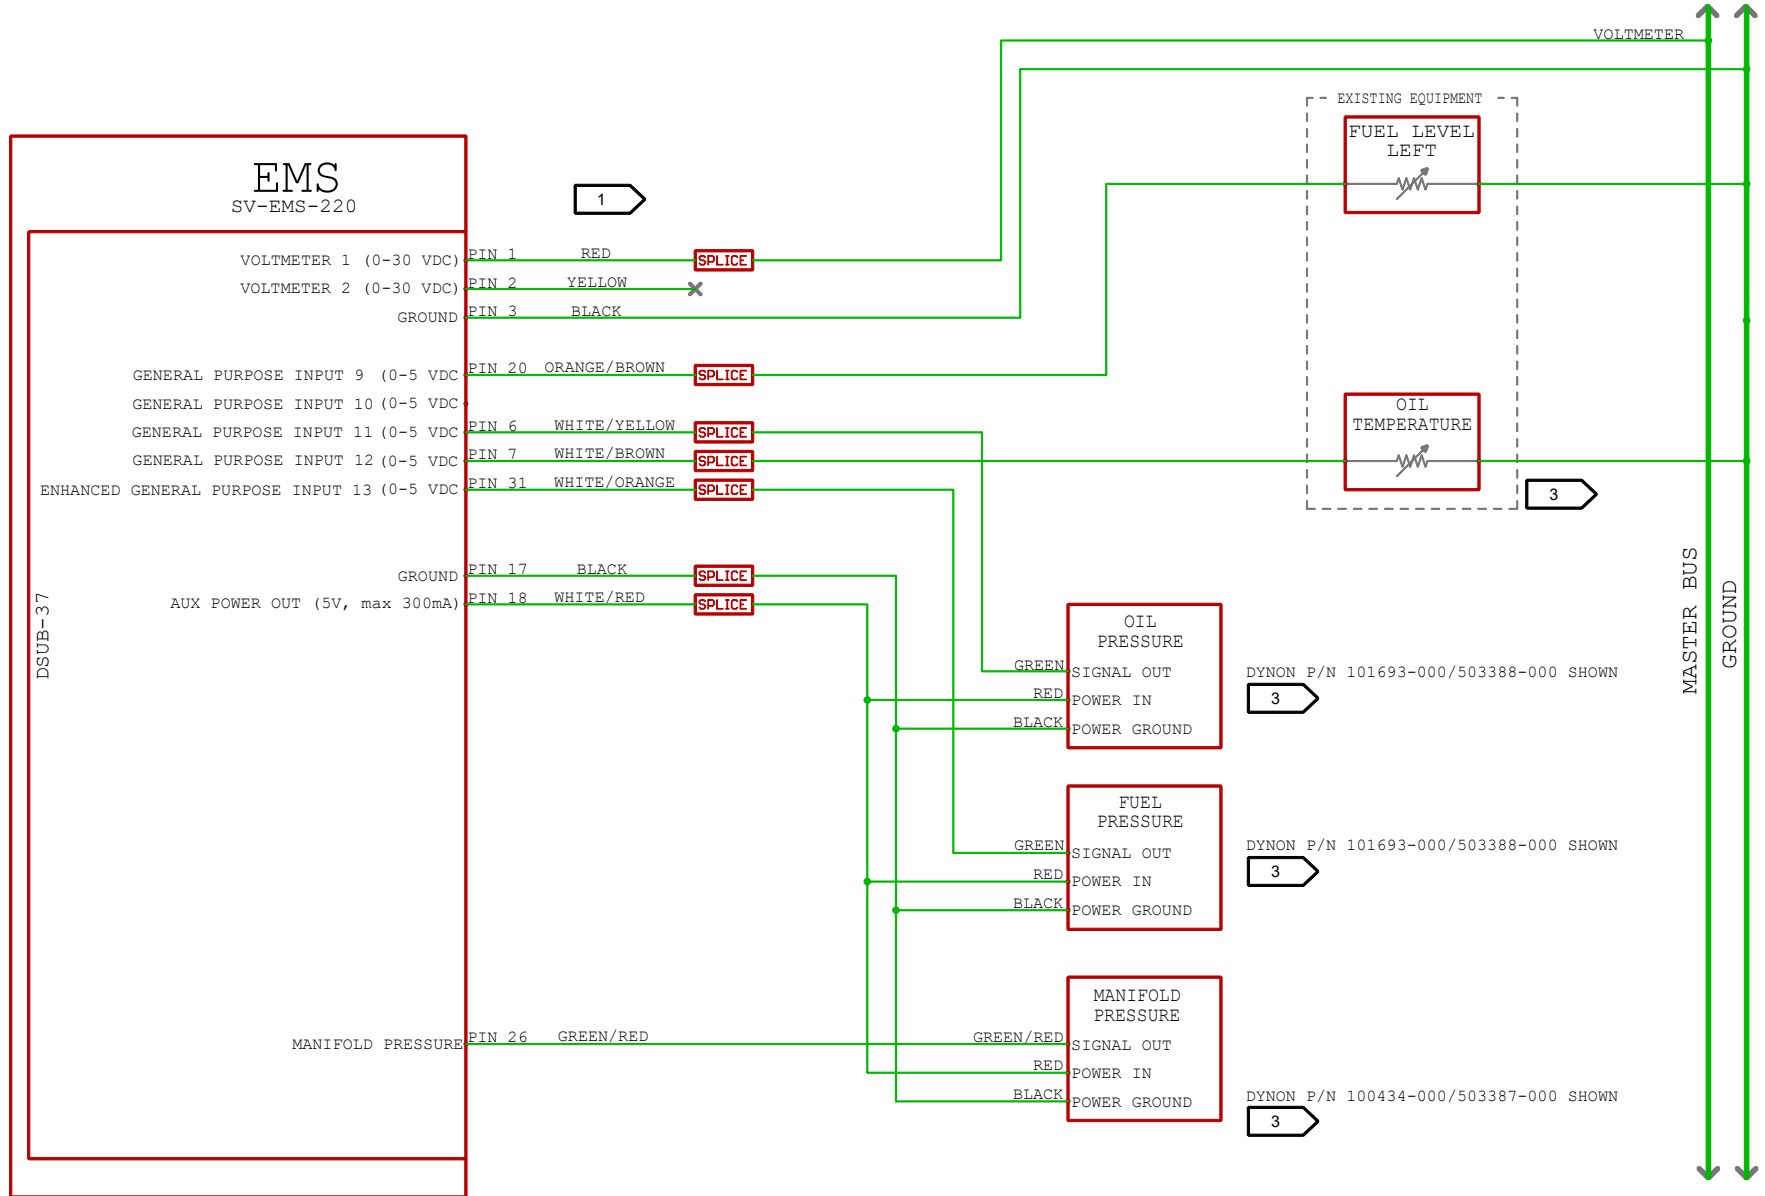 VOLTMETER
EXISTING EQUIPMENT
FUEL LEVEL
LEFT
EMS
SV-EMS-220
1
VOLTMETER 1 (0-30 VDC) PIN 1 RED SPLICE
VOLTMETER 2 (0-30 VDC) PIN 2 YELLOW
GROUND PIN 3 BLACK
GENERAL PURPOSE INPUT 9 (0-5 VDC PIN 20 ORANGE/BROWN SPLICE
GENERAL PURPOSE INPUT 10 (0-5 VDC
GENERAL PURPOSE INPUT 11 (0-5 VDC PIN 6 WHITE/YELLOW SPLICE
GENERAL PURPOSE INPUT 12 (0-5 VDC PIN 7 WHITE/BROWN SPLICE
ENHANCED GENERAL PURPOSE INPUT 13 (0-5 VDC PIN 31 WHITE/ORANGE SPLICE
OIL
TEMPERATURE
3
GROUND PIN 17 BLACK SPLICE
AUX POWER OUT (5V, max 300mA) PIN 18 WHITE/RED SPLICE
DSUB-37
MASTER BUS
GROUND
OIL
PRESSURE
GREEN SIGNAL OUT
RED POWER IN
BLACK POWER GROUND
DYNON P/N 101693-000/503388-000 SHOWN
3
FUEL
PRESSURE
GREEN SIGNAL OUT
RED POWER IN
BLACK POWER GROUND
DYNON P/N 101693-000/503388-000 SHOWN
3
MANIFOLD PRESSURE PIN 26 GREEN/RED
MANIFOLD
PRESSURE
GREEN/RED SIGNAL OUT
RED POWER IN
BLACK POWER GROUND
DYNON P/N 100434-000/503387-000 SHOWN
3